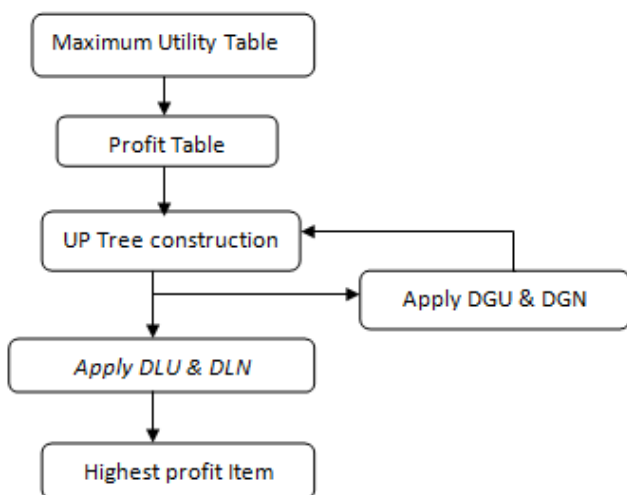 Maximum Utility Table
Profit Table
UP Tree construction
Apply DGU & DGN
Apply DLU & DLN
Highest profit Item